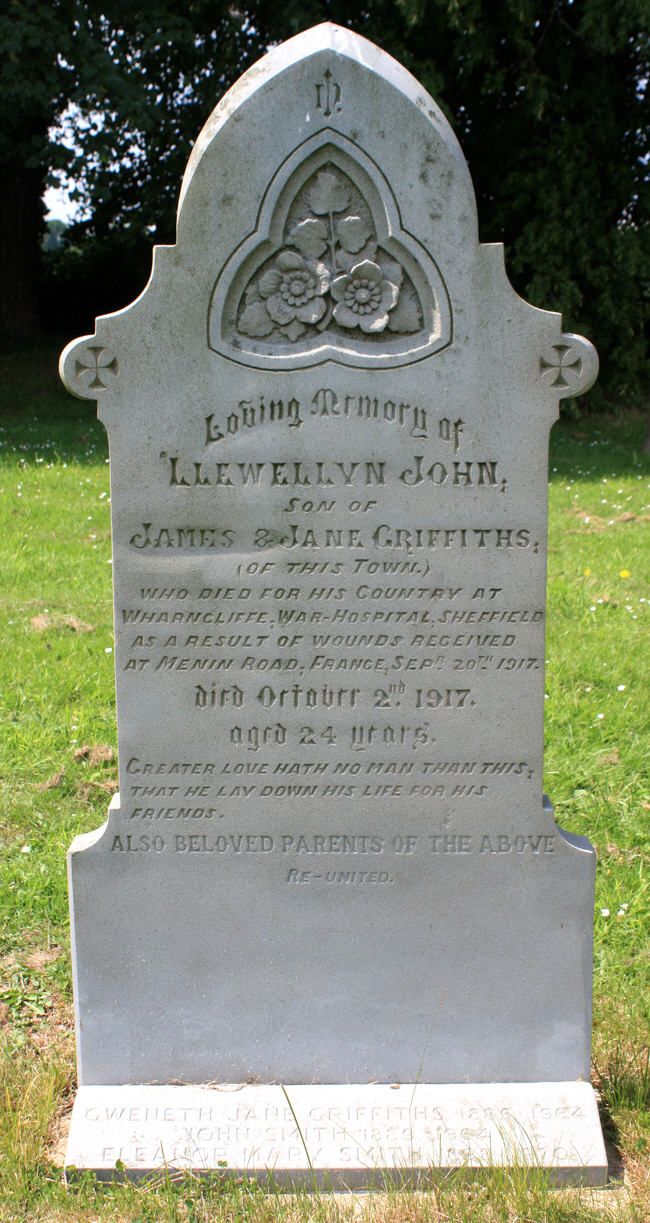 Loving Memory of
LLEWELLYN JOHN,
SON OF
JAMES & JANE GRIFFITHS,
(OF THIS TOWN.)
WHO DIED FOR HIS COUNTRY AT
WHARNCLIFFE, WAR-HOSPITAL, SHEFFIELD
AS A RESULT OF WOUNDS RECEIVED
AT MENIN ROAD, FRANCE, SEPR. 20TH 1917.
died October 2nd. 1917.
aged 24 years.
GREATER LOVE HATH NO MAN THAN THIS,
THAT HE LAY DOWN HIS LIFE FOR HIS
FRIENDS.
ALSO BELOVED PARENTS OF THE ABOVE
RE-UNITED.
GWENETH JANE GRIFFITHS 1964
JOHN SMITH 1964
ELEANOR MARY SMITH